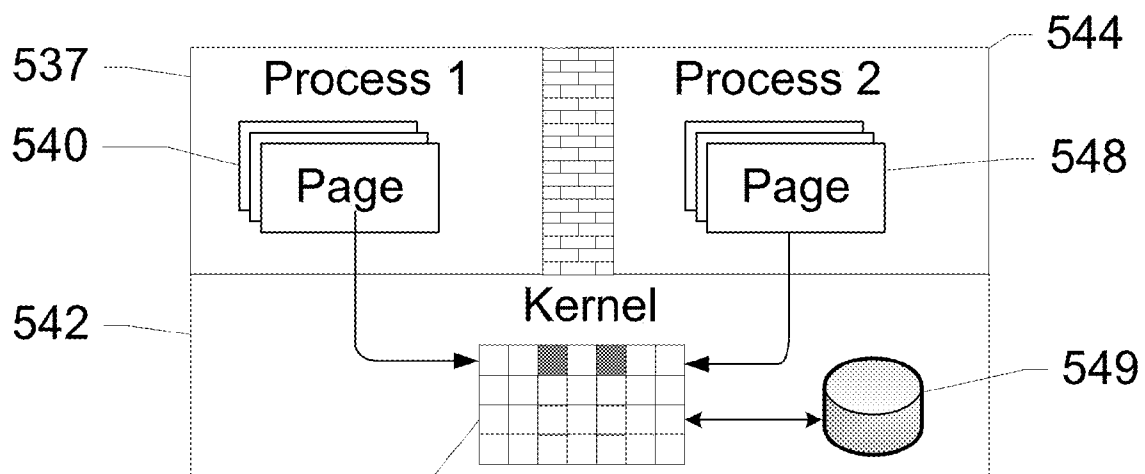 544
537
Process 1
Process 2
540
548
Page
Page
Kernel
542
549